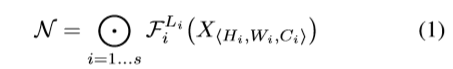 𝒩 = ⨀_{i=1...s} ℱ_i^{L_i}(X_{⟨H_i,W_i,C_i⟩}) (1)